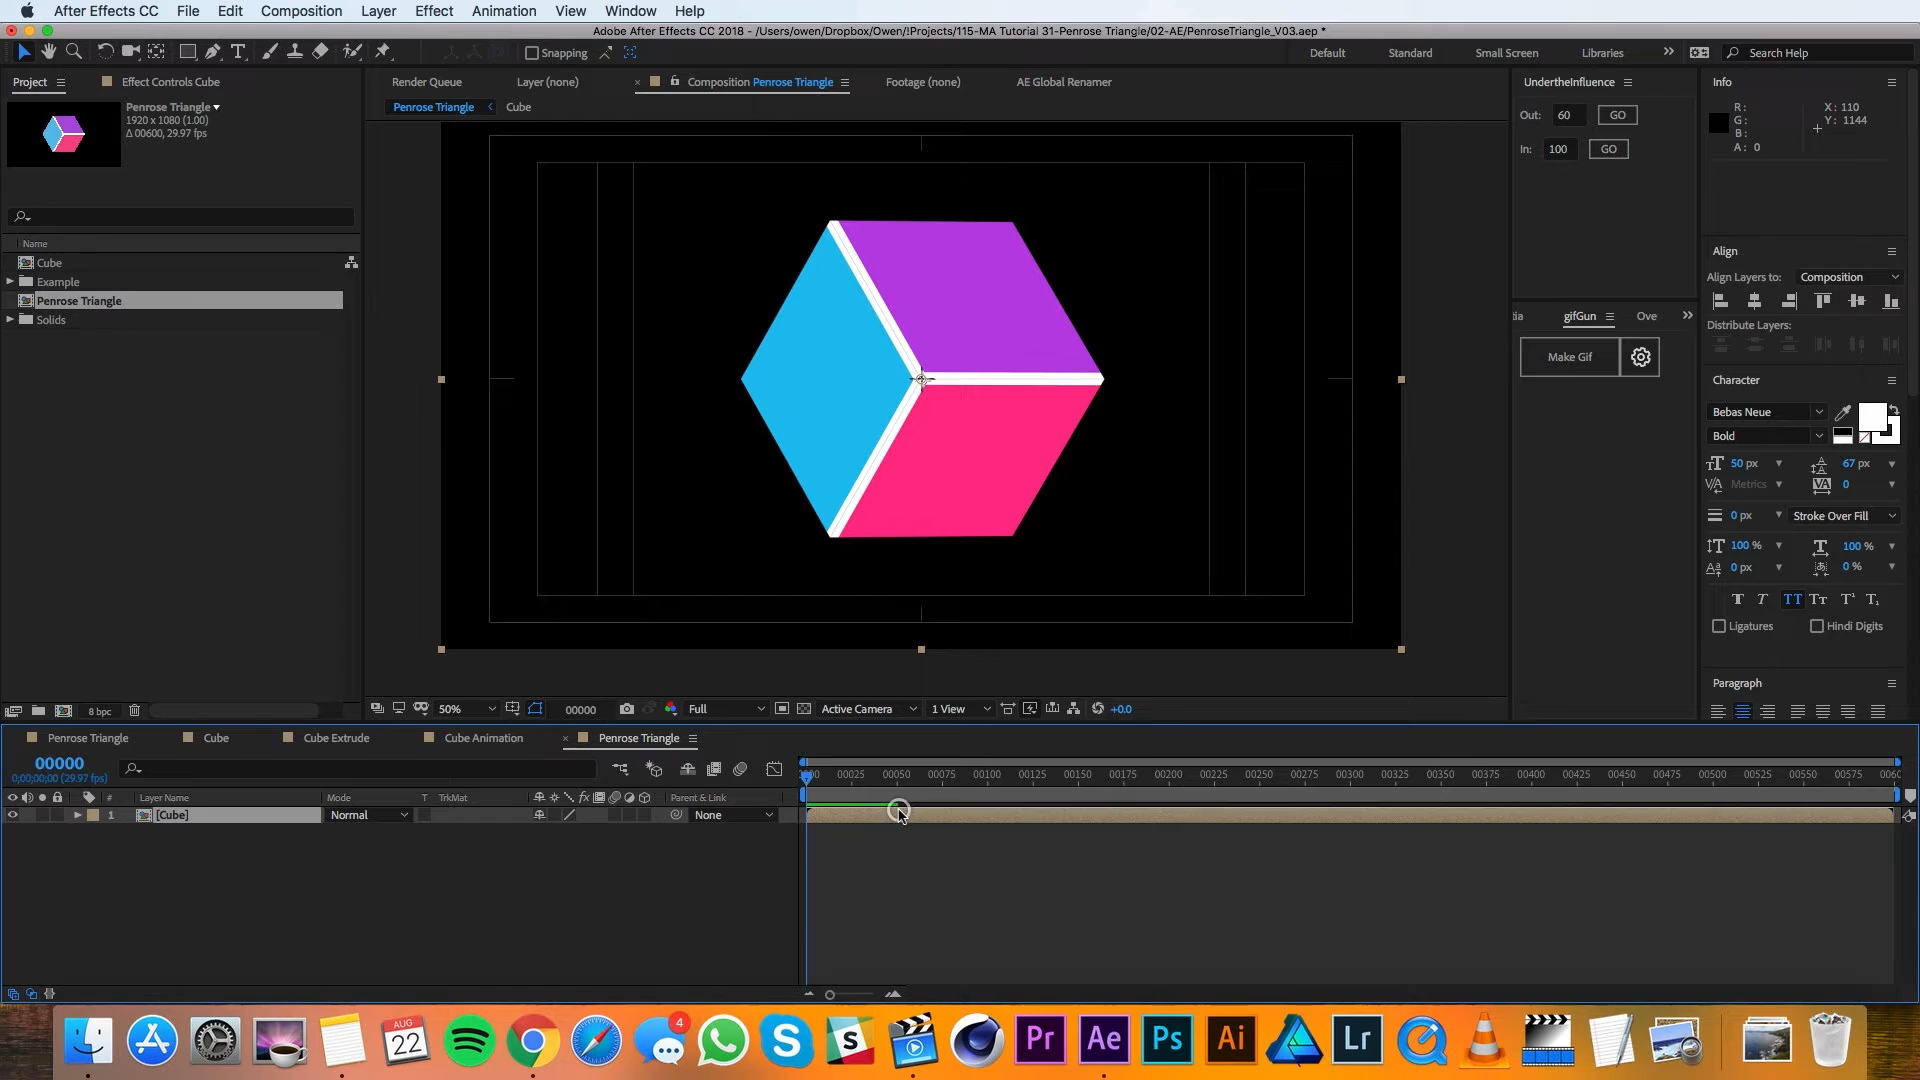 After Effects CC File Edit Composition Layer Effect Animation View Window Help
Adobe After Effects CC 2018 - /Users/owen/Dropbox/Owen/!Projects/115-MA Tutorial 31-Penrose Triangle/02-AE/PenroseTriangle_V03.aep *
Snapping
Default Standard Small Screen Libraries Search Help
Project Effect Controls Cube
Penrose Triangle
1920 x 1080 (1.00)
Δ 00600, 29.97 fps
Name
Cube
Example
Penrose Triangle
Solids
8 bpc
Render Queue Layer (none) Composition Penrose Triangle Footage (none) AE Global Renamer
Penrose Triangle Cube
50% 00000 Full Active Camera 1 View +0.0
UndertheInfluence
Out: 60 GO
In: 100 GO
tia gifGun Ove
Make Gif
Info
R: X: 110
G: Y: 1144
B:
A: 0
Align
Align Layers to: Composition
Distribute Layers:
Character
Bebas Neue
Bold
50 px 67 px
Metrics 0
0 px Stroke Over Fill
100 % 100 %
0 px 0 %
Ligatures Hindi Digits
Paragraph
Penrose Triangle Cube Cube Extrude Cube Animation Penrose Triangle
00000
0;00;00;00 (29.97 fps)
00025 00050 00075 00100 00125 00150 00175 00200 00225 00250 00275 00300 00325 00350 00375 00400 00425 00450 00475 00500 00525 00550 00575
# Layer Name Mode T TrkMat Parent & Link
1 [Cube] Normal None
AUG
22
4
S
Pr Ae Ps Ai Lr